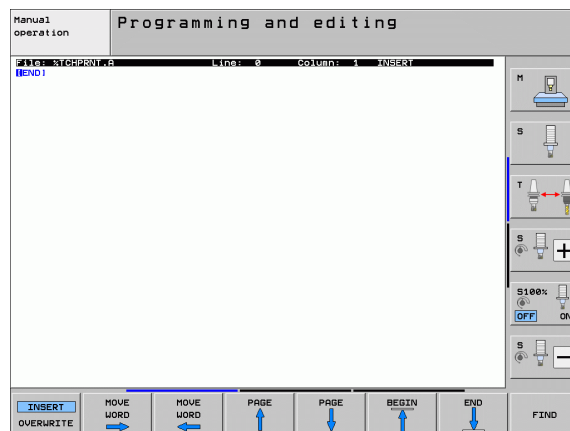 Manual
operation
Programming and editing
File: %TCHPRNT.A Line: 0 Column: 1 INSERT
[END]
M
S
T
S
+
S100%
OFF ON
S
−
INSERT
OVERWRITE
MOVE
WORD
MOVE
WORD
PAGE
PAGE
BEGIN
END
FIND